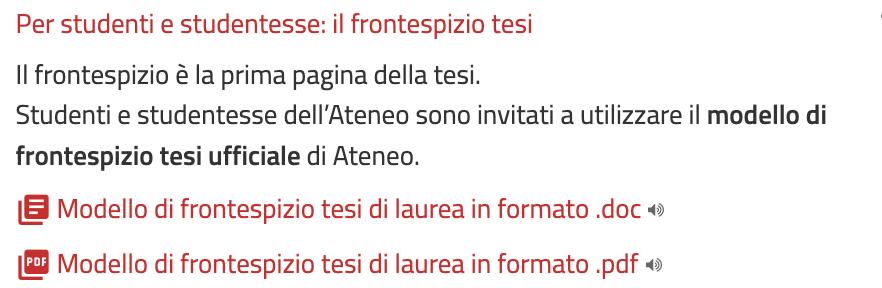 Per studenti e studentesse: il frontespizio tesi
Il frontespizio è la prima pagina della tesi.
Studenti e studentesse dell’Ateneo sono invitati a utilizzare il modello di
frontespizio tesi ufficiale di Ateneo.
Modello di frontespizio tesi di laurea in formato .doc
PDF Modello di frontespizio tesi di laurea in formato .pdf